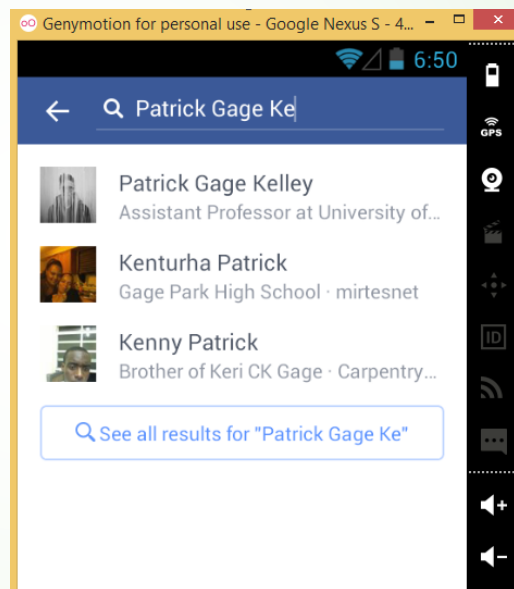 Genymotion for personal use - Google Nexus S - 4...
6:50
Patrick Gage Ke
GPS
Patrick Gage Kelley
Assistant Professor at University of...
Kenturha Patrick
Gage Park High School · mirtesnet
Kenny Patrick
Brother of Keri CK Gage · Carpentry...
ID
See all results for "Patrick Gage Ke"